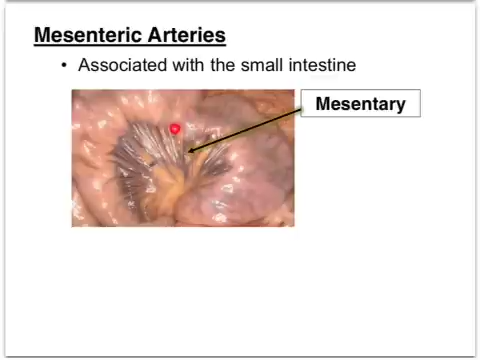 Mesenteric Arteries
• Associated with the small intestine
Mesentary